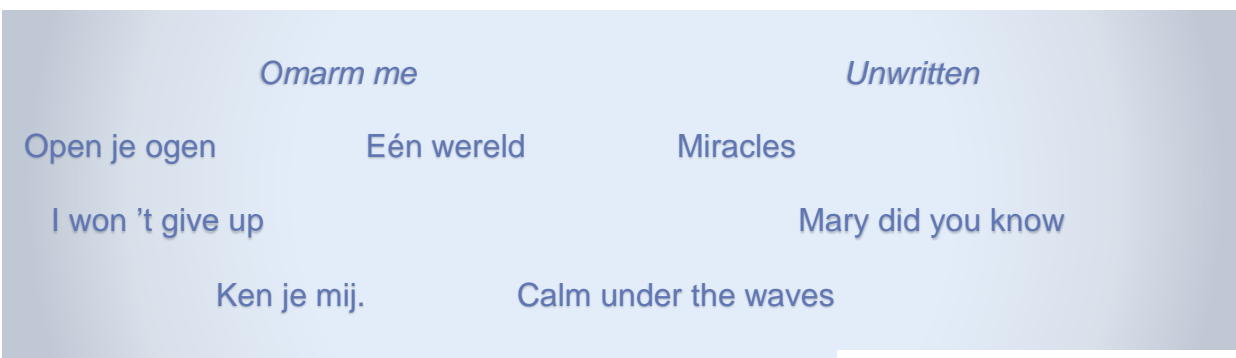 Omarm me Unwritten
Open je ogen Eén wereld Miracles
I won ’t give up Mary did you know
Ken je mij. Calm under the waves